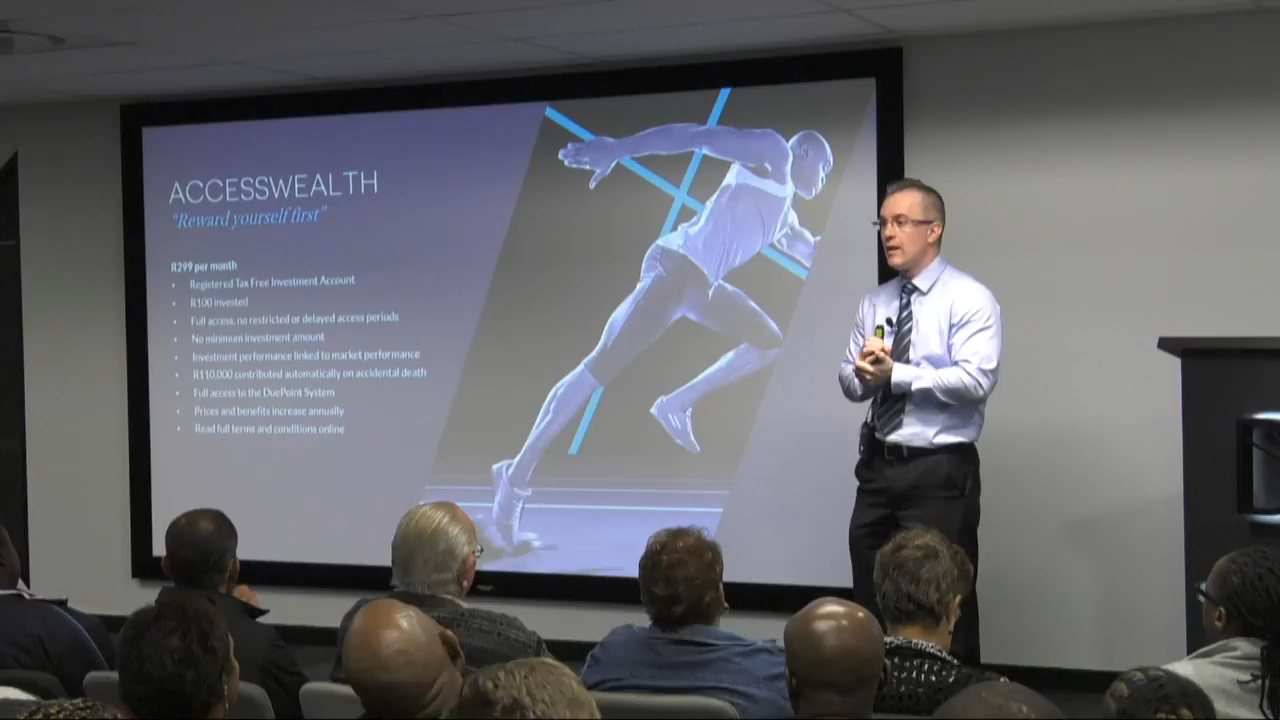 ACCESSWEALTH
“Reward yourself first”
R299 per month
• Registered Tax Free Investment Account
• R100 invested
• Full access, no restricted or delayed access periods
• No minimum investment amount
• Investment performance linked to market performance
• R110,000 contributed automatically on accidental death
• Full access to the DuePoint System
• Prices and benefits increase annually
• Read full terms and conditions online